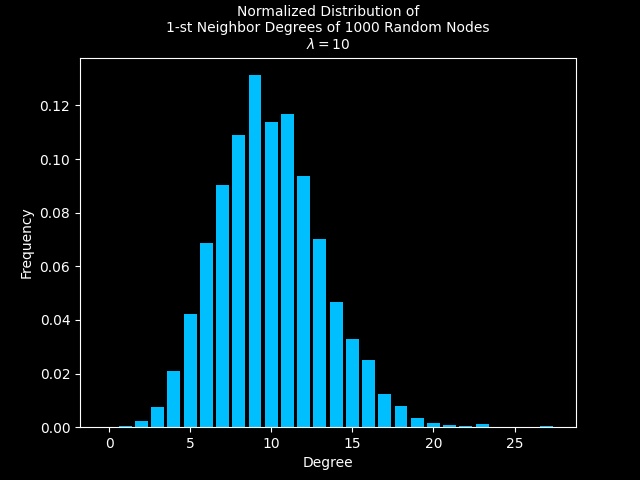 Normalized Distribution of
1-st Neighbor Degrees of 1000 Random Nodes
λ = 10
0.12
0.10
0.08
0.06
0.04
0.02
0.00
Frequency
0 5 10 15 20 25
Degree